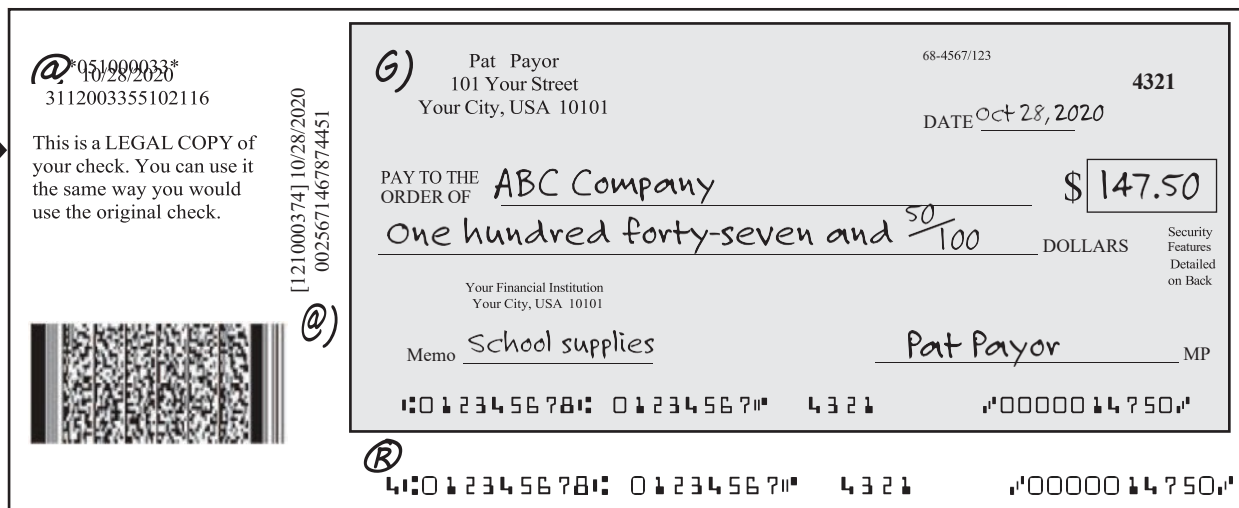 @ *051000033*
10/28/2020
3112003355102116
This is a LEGAL COPY of
your check. You can use it
the same way you would
use the original check.
[121000374] 10/28/2020
00256714678744​51
@)
G)
Pat Payor
101 Your Street
Your City, USA 10101
68-4567/123
4321
DATE Oct 28, 2020
PAY TO THE
ORDER OF ABC Company
$ 147.50
One hundred forty-seven and 50/100 DOLLARS
Security
Features
Detailed
on Back
Your Financial Institution
Your City, USA 10101
Memo School supplies
Pat Payor MP
⑆012345678⑆ 01234567⑈ 4321 ⑇0000014750⑇
R
4⑆012345678⑆ 01234567⑈ 4321 ⑇0000014750⑇